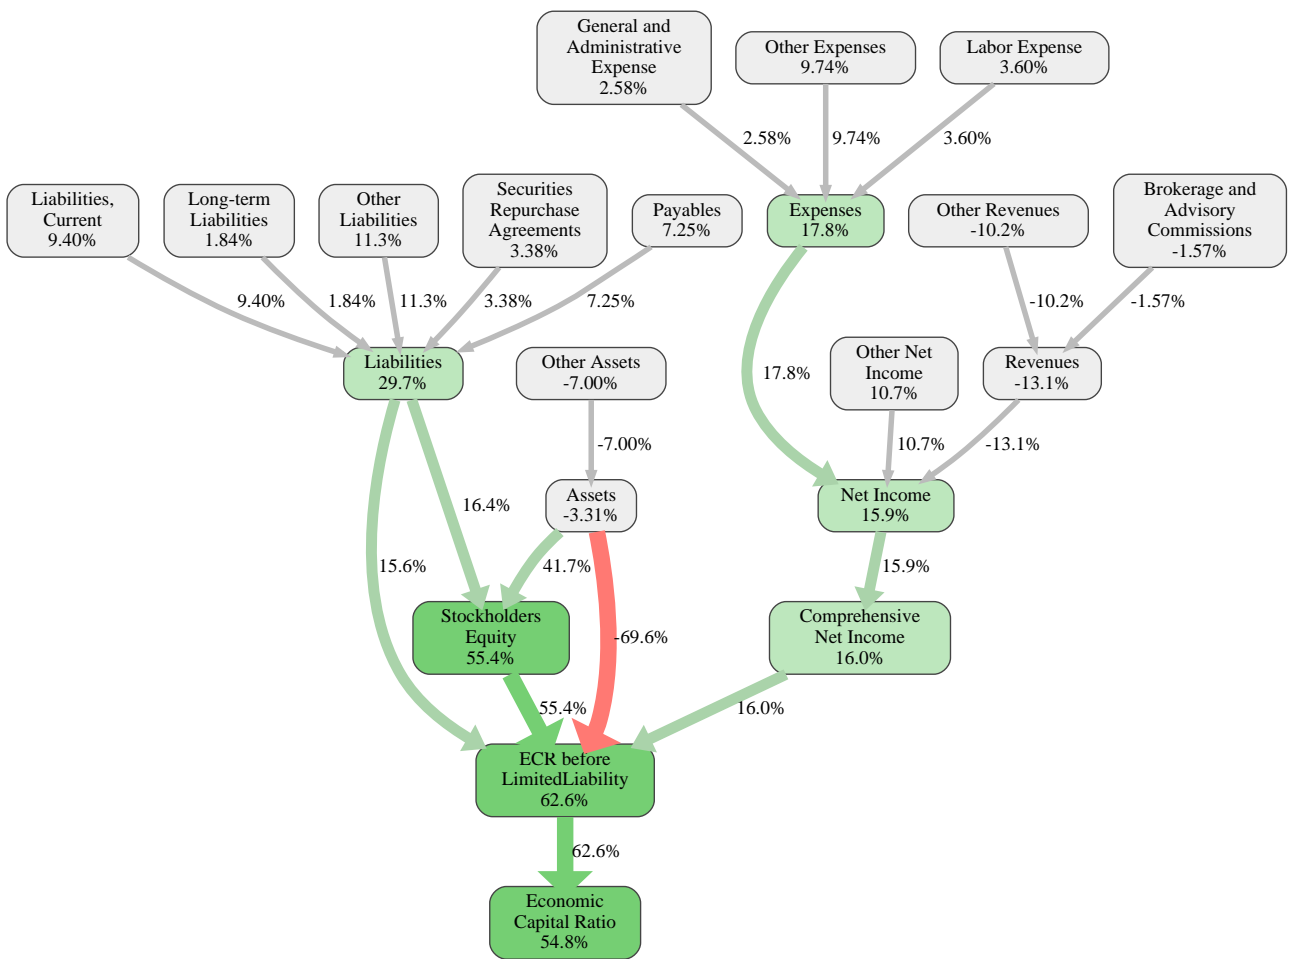 General and
Administrative
Expense
2.58%
Other Expenses
9.74%
Labor Expense
3.60%
2.58%
9.74%
3.60%
Liabilities,
Current
9.40%
Long-term
Liabilities
1.84%
Other
Liabilities
11.3%
Securities
Repurchase
Agreements
3.38%
Payables
7.25%
Expenses
17.8%
Other Revenues
-10.2%
Brokerage and
Advisory
Commissions
-1.57%
9.40%
1.84%
11.3%
3.38%
7.25%
-10.2%
-1.57%
Liabilities
29.7%
Other Assets
-7.00%
17.8%
Other Net
Income
10.7%
Revenues
-13.1%
-7.00%
10.7%
-13.1%
16.4%
Assets
-3.31%
Net Income
15.9%
15.6%
41.7%
15.9%
Stockholders
Equity
55.4%
-69.6%
Comprehensive
Net Income
16.0%
55.4%
16.0%
ECR before
LimitedLiability
62.6%
62.6%
Economic
Capital Ratio
54.8%